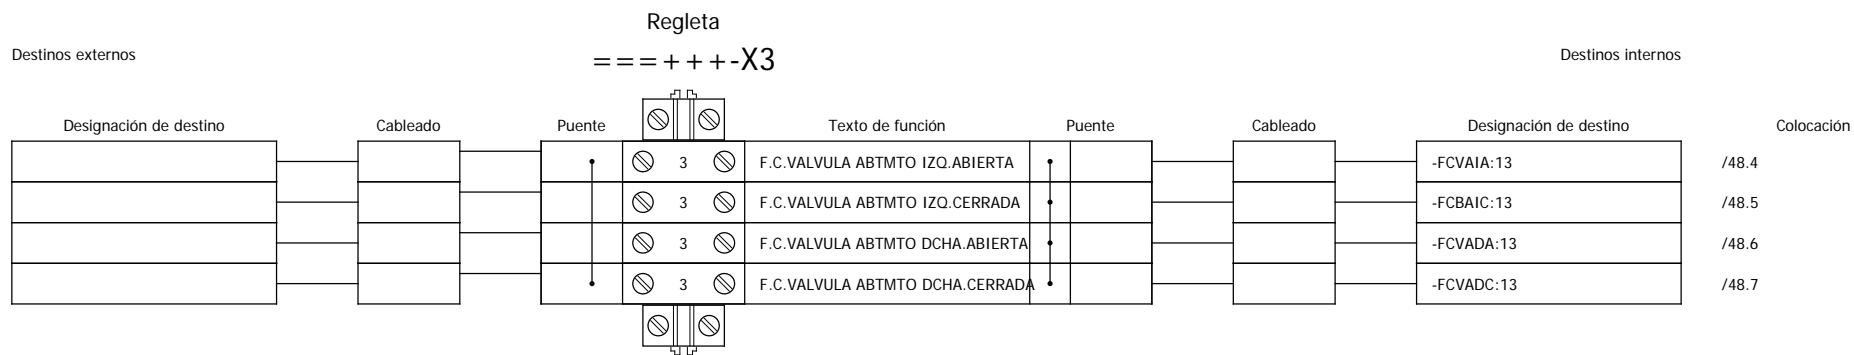 Regleta
Destinos externos
===+++-X3
Destinos internos
Designación de destino Cableado Puente Texto de función Puente Cableado Designación de destino Colocación
3 F.C.VALVULA ABTMTO IZQ.ABIERTA -FCVAIA:13 /48.4
3 F.C.VALVULA ABTMTO IZQ.CERRADA -FCBAIC:13 /48.5
3 F.C.VALVULA ABTMTO DCHA.ABIERTA -FCVADA:13 /48.6
3 F.C.VALVULA ABTMTO DCHA.CERRADA -FCVADC:13 /48.7